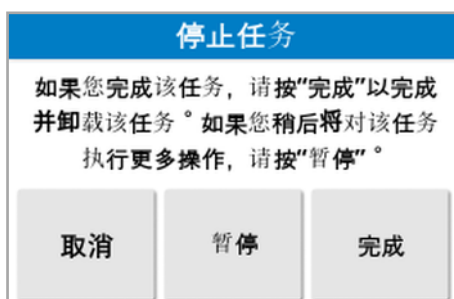 停止任务
如果您完成该任务，请按"完成"以完成
并卸载该任务。如果您稍后将对该任务
执行更多操作，请按"暂停"。
取消
暂停
完成